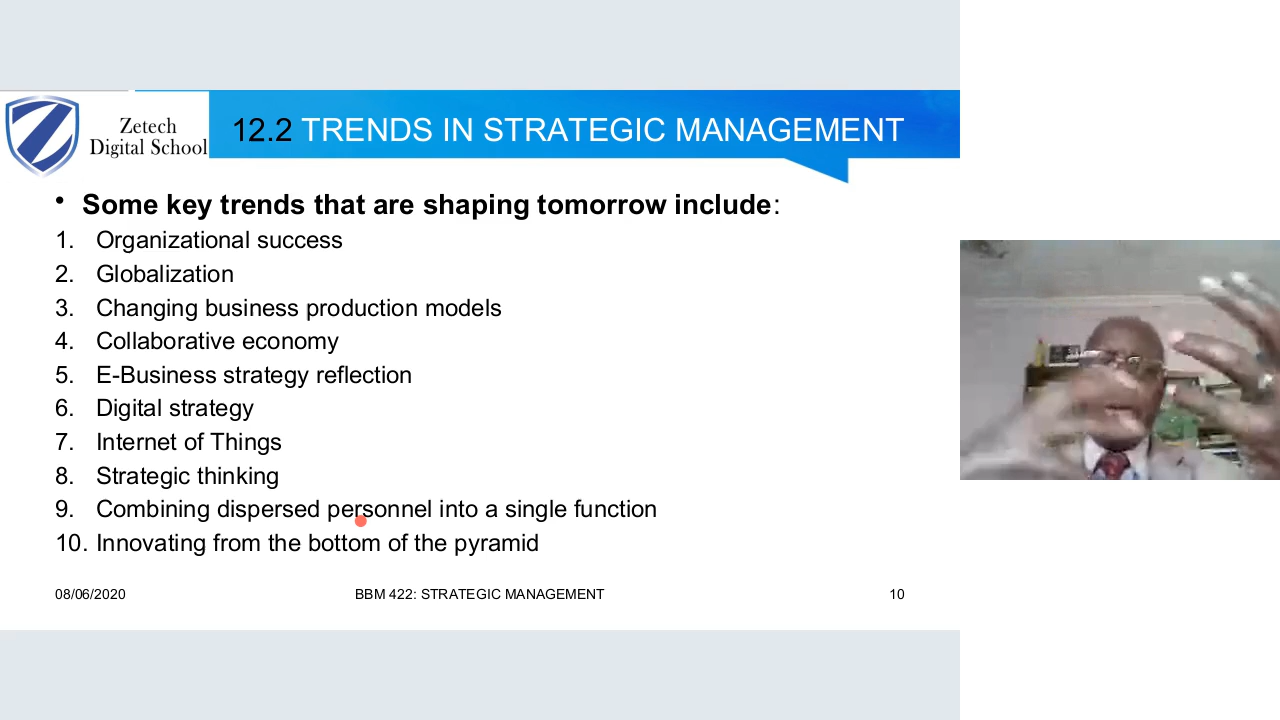 Zetech
Digital School
12.2 TRENDS IN STRATEGIC MANAGEMENT
• Some key trends that are shaping tomorrow include:
1. Organizational success
2. Globalization
3. Changing business production models
4. Collaborative economy
5. E-Business strategy reflection
6. Digital strategy
7. Internet of Things
8. Strategic thinking
9. Combining dispersed personnel into a single function
10. Innovating from the bottom of the pyramid
08/06/2020 BBM 422: STRATEGIC MANAGEMENT 10